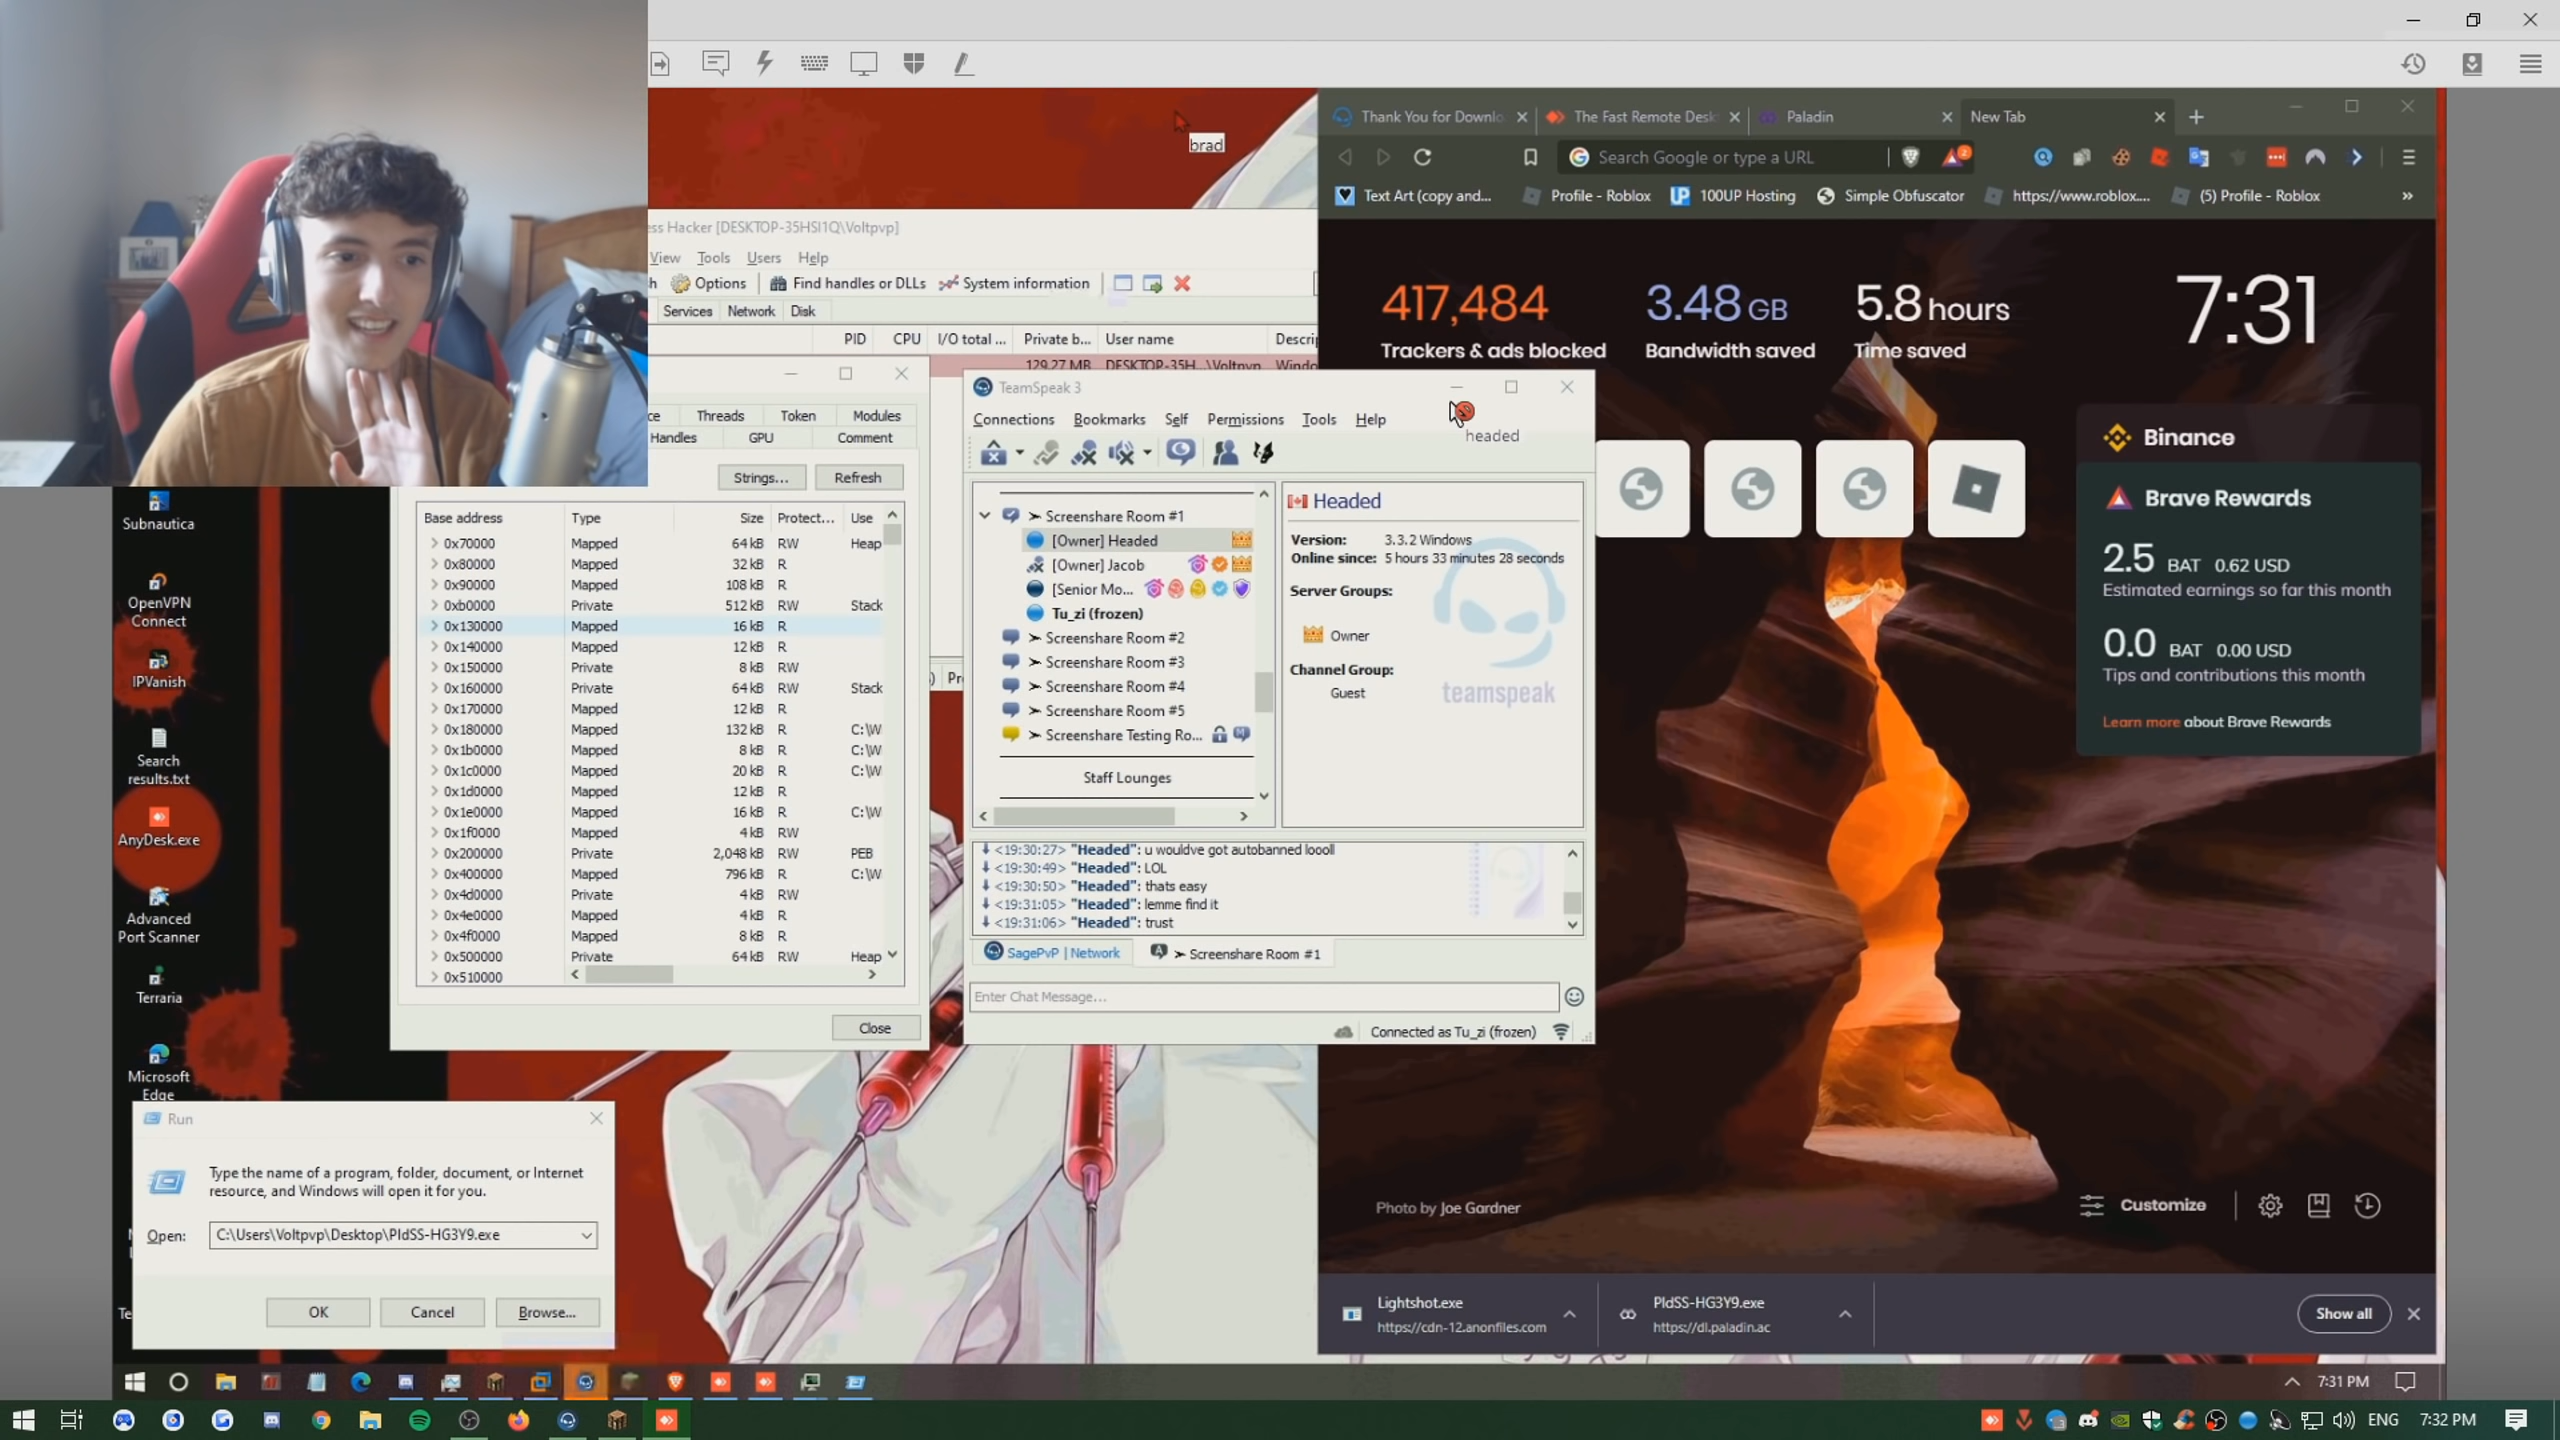 brad
Thank You for Downlo
The Fast Remote Desk
Paladin
New Tab
Search Google or type a URL
2
Text Art (copy and...
Profile - Roblox
100UP Hosting
Simple Obfuscator
https://www.roblox....
(5) Profile - Roblox
ess Hacker [DESKTOP-35HSI1Q\Voltpvp]
View Tools Users Help
h Options Find handles or DLLs System information
Services Network Disk
PID CPU I/O total ... Private b... User name Descrip
129.27 MB DESKTOP-35H...\Voltpvp Windo
417,484
Trackers & ads blocked
3.48 GB
Bandwidth saved
5.8 hours
Time saved
7:31
ce Threads Token Modules
Handles GPU Comment
Strings... Refresh
Base address Type Size Protect... Use
0x70000 Mapped 64 kB RW Heap
0x80000 Mapped 32 kB R
0x90000 Mapped 108 kB R
0xb0000 Private 512 kB RW Stack
0x130000 Mapped 16 kB R
0x140000 Mapped 12 kB R
0x150000 Private 8 kB RW
0x160000 Private 64 kB RW Stack
0x170000 Mapped 12 kB R
0x180000 Mapped 132 kB R C:\W
0x1b0000 Mapped 8 kB R
0x1c0000 Mapped 20 kB R C:\W
0x1d0000 Mapped 12 kB R
0x1e0000 Mapped 16 kB R C:\W
0x1f0000 Mapped 4 kB RW
0x200000 Private 2,048 kB RW PEB
0x400000 Mapped 796 kB R C:\W
0x4d0000 Private 4 kB RW
0x4e0000 Mapped 4 kB R
0x4f0000 Mapped 8 kB R
0x500000 Private 64 kB RW Heap
0x510000
Close
TeamSpeak 3
Connections Bookmarks Self Permissions Tools Help
headed
➣ Screenshare Room #1
[Owner] Headed
[Owner] Jacob
[Senior Mo...
Tu_zi (frozen)
➣ Screenshare Room #2
➣ Screenshare Room #3
➣ Screenshare Room #4
➣ Screenshare Room #5
➣ Screenshare Testing Ro...
Staff Lounges
Headed
Version: 3.3.2 Windows
Online since: 5 hours 33 minutes 28 seconds
Server Groups:
Owner
Channel Group:
Guest
teamspeak
<19:30:27> "Headed": u wouldve got autobanned loooll
<19:30:49> "Headed": LOL
<19:30:50> "Headed": thats easy
<19:31:05> "Headed": lemme find it
<19:31:06> "Headed": trust
SagePvP | Network
➣ Screenshare Room #1
Enter Chat Message...
Connected as Tu_zi (frozen)
Binance
Brave Rewards
2.5 BAT 0.62 USD
Estimated earnings so far this month
0.0 BAT 0.00 USD
Tips and contributions this month
Learn more about Brave Rewards
Photo by Joe Gardner
Customize
Lightshot.exe
https://cdn-12.anonfiles.com
PldSS-HG3Y9.exe
https://dl.paladin.ac
Show all
Subnautica
OpenVPN
Connect
IPVanish
Search
results.txt
AnyDesk.exe
Advanced
Port Scanner
Terraria
Microsoft
Edge
Run
Type the name of a program, folder, document, or Internet
resource, and Windows will open it for you.
Open: C:\Users\Voltpvp\Desktop\PldSS-HG3Y9.exe
OK Cancel Browse...
7:31 PM
ENG 7:32 PM